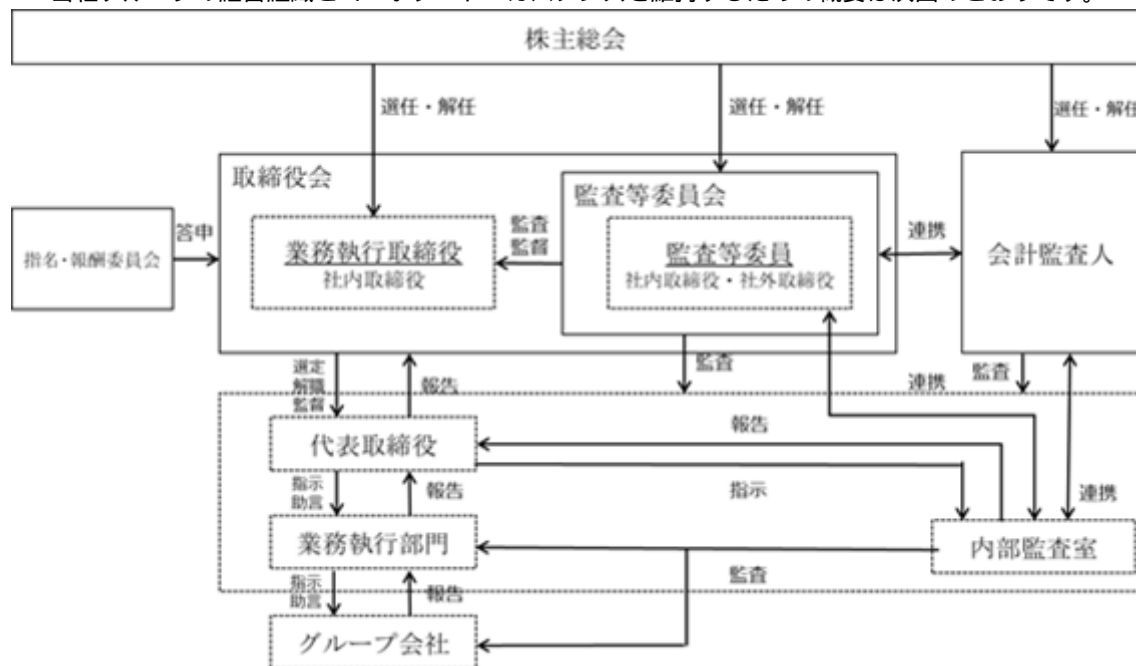 株主総会
選任・解任
選任・解任
選任・解任
取締役会
監査等委員会
指名・報酬委員会
答申
業務執行取締役
社内取締役
監査
監督
監査等委員
社内取締役・社外取締役
連携
会計監査人
選定
解職
監督
報告
監査
連携
監査
代表取締役
報告
指示
助言
報告
指示
連携
業務執行部門
内部監査室
監査
指示
助言
報告
グループ会社